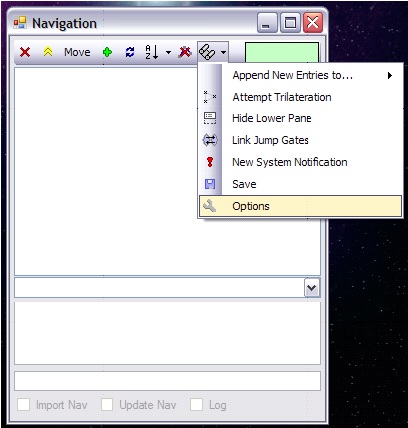 Navigation
Move
A
Z
Append New Entries to...
Attempt Trilateration
Hide Lower Pane
Link Jump Gates
New System Notification
Save
Options
Import Nav
Update Nav
Log